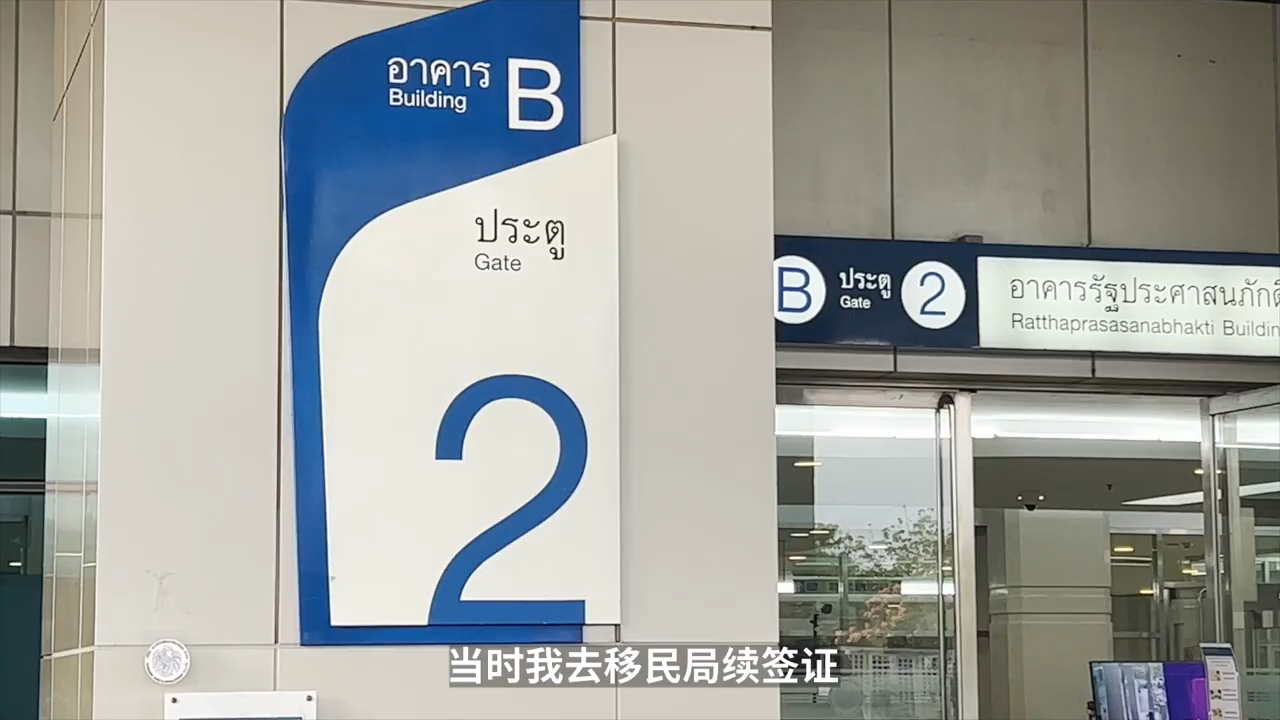 อาคาร
Building
B
ประตู
Gate
2
B
ประตู
Gate
2
อาคารรัฐประศาสนภักดี
Ratthaprasasanabhakti Buildin
当时我去移民局续签证